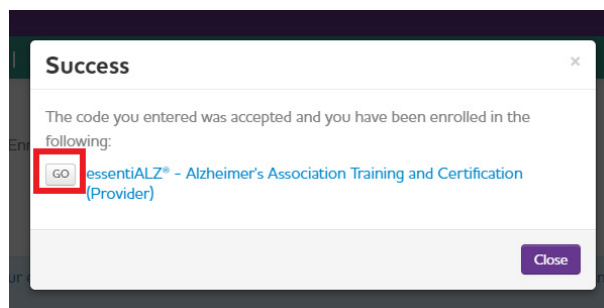 Success
×
The code you entered was accepted and you have been enrolled in the
following:
GO essentiALZ® - Alzheimer's Association Training and Certification
(Provider)
Close